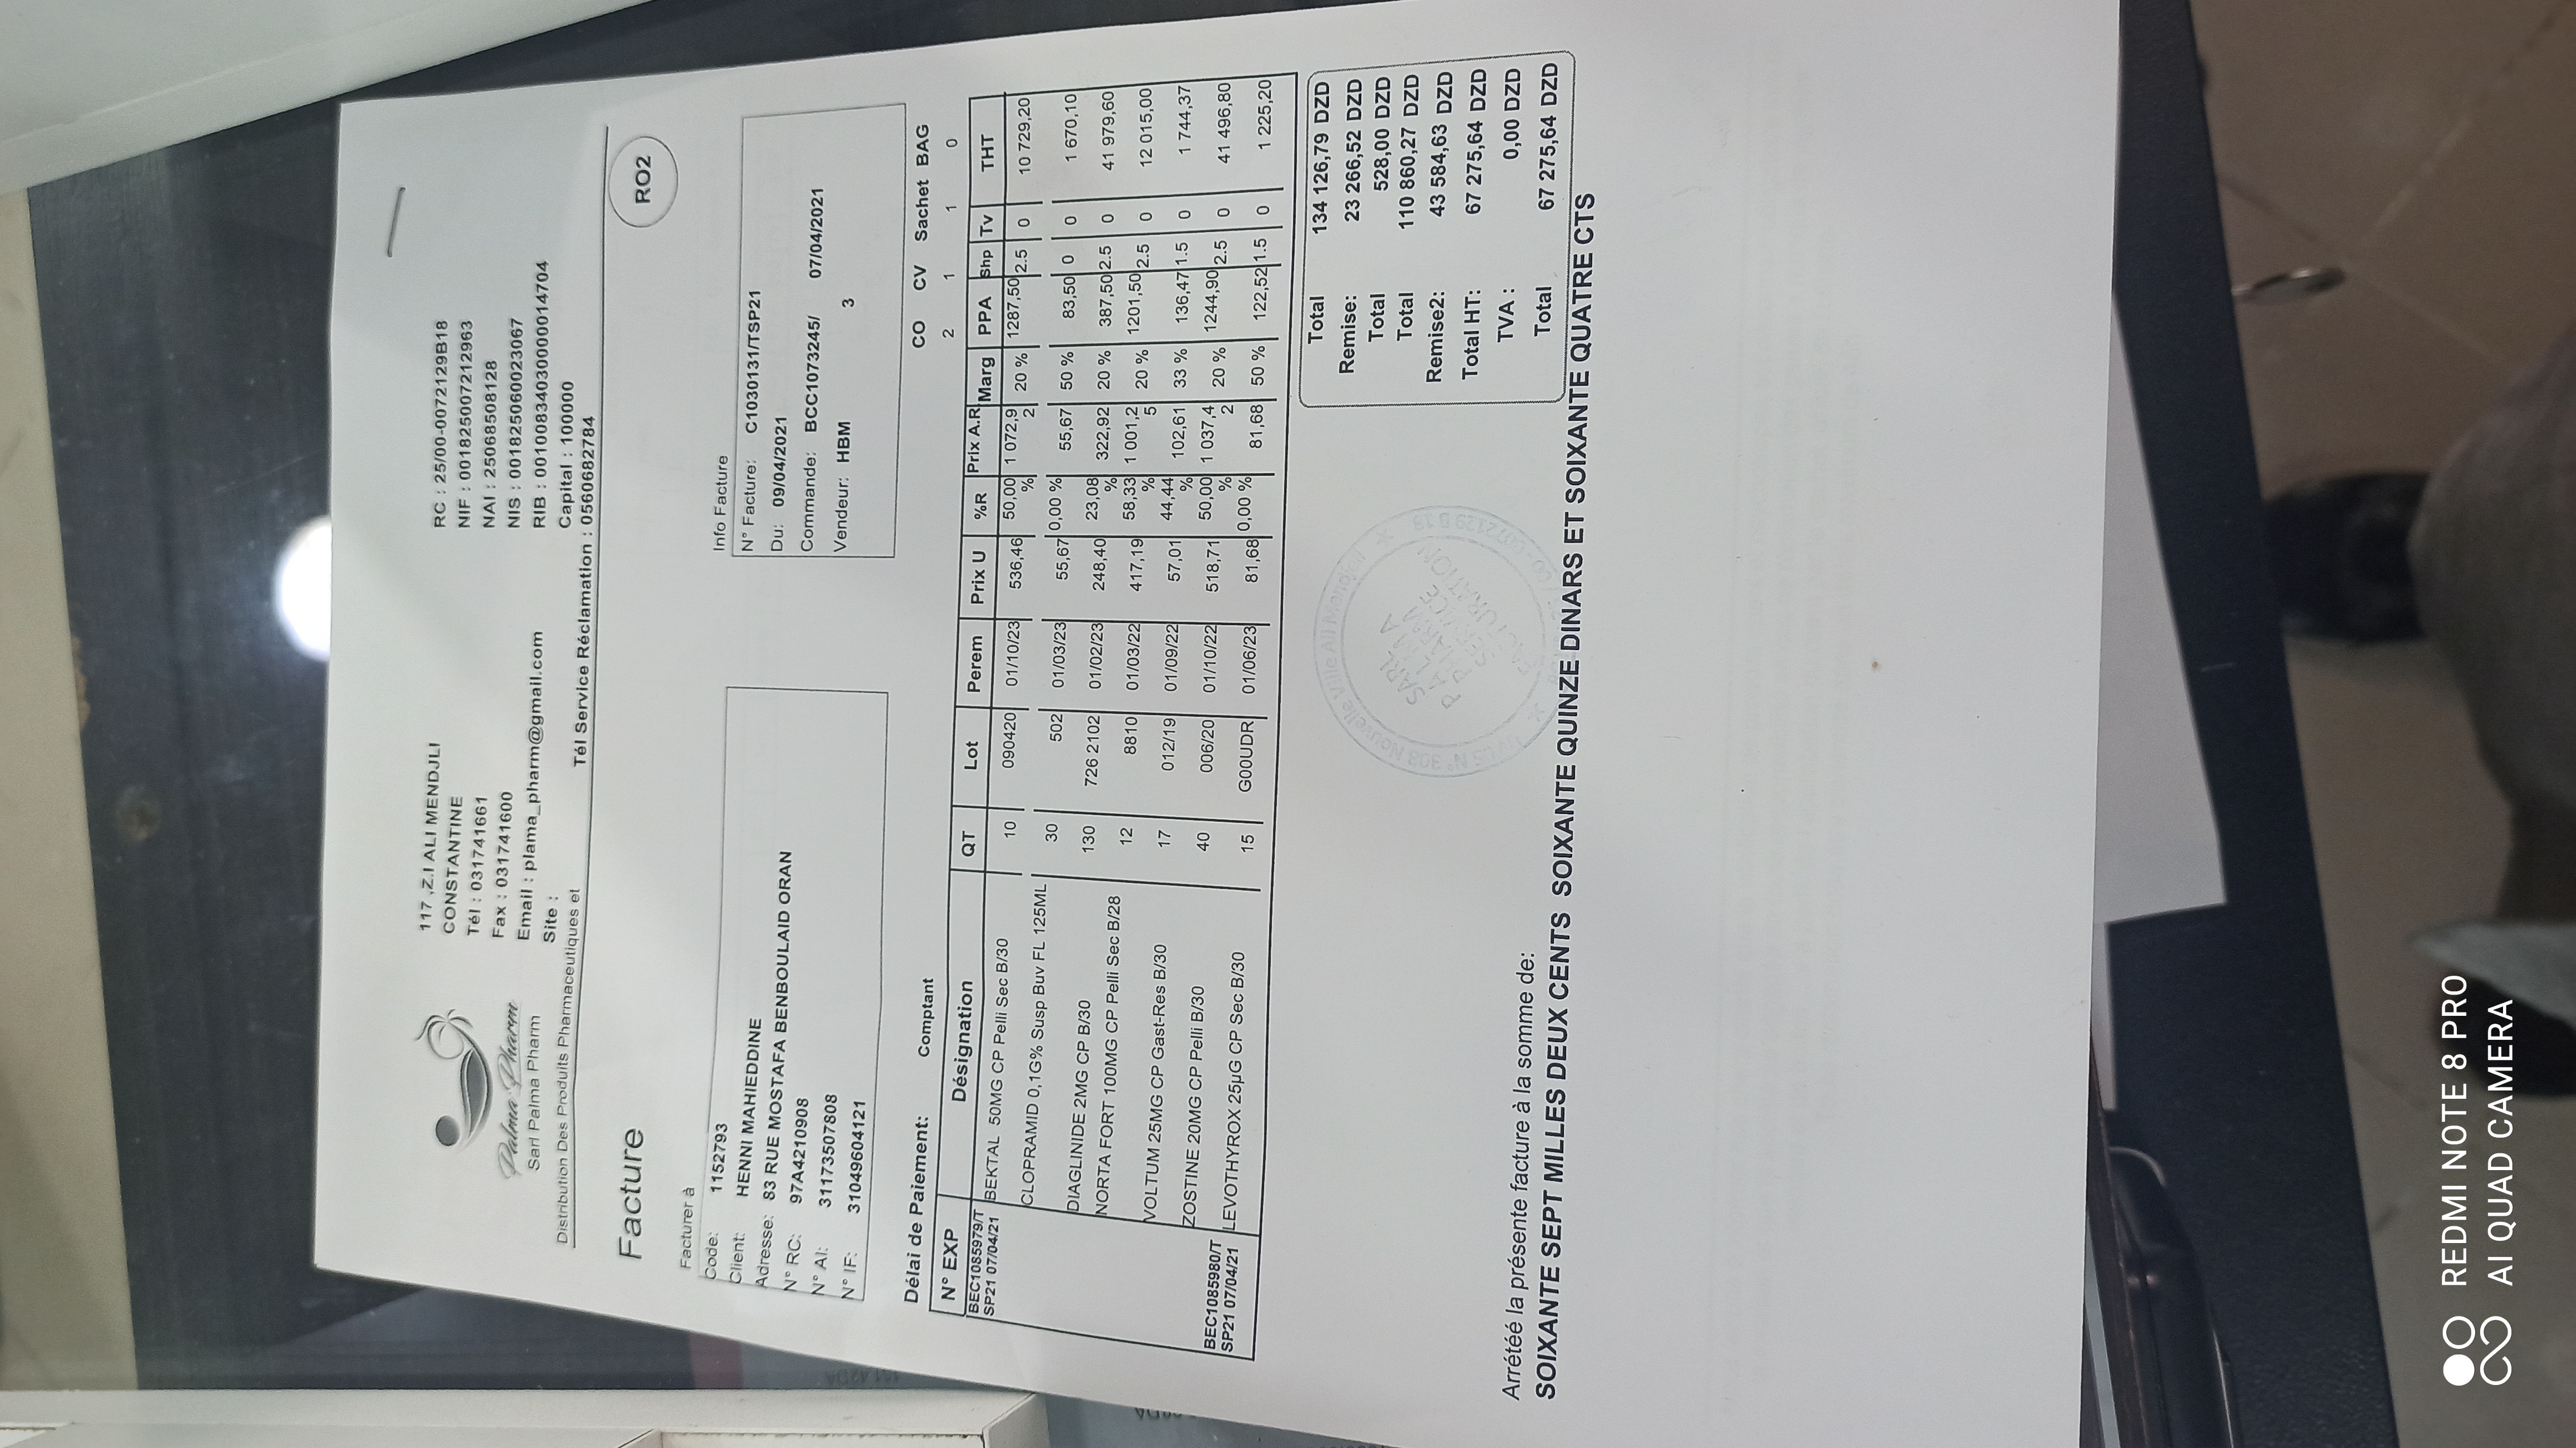 117 ,Z.I ALI MENDJLI
CONSTANTINE
Tél : 031741661
Fax : 031741600
Email : plama_pharm@gmail.com
Site :
RC : 25/00-0072129B18
NIF : 001825007212963
NAI : 25068508128
NIS : 001825060023067
RIB : 00100834030000014704
Capital : 100000
Palma Pharm
Sarl Palma Pharm
Distribution Des Produits Pharmaceutiques et
Tél Service Réclamation : 0560682784
Facture
RO2
Facturer à
Code: 1152793
Client: HENNI MAHIEDDINE
Adresse: 83 RUE MOSTAFA BENBOULAID ORAN
N° RC: 97A4210908
N° AI: 31173507808
N° IF: 31049604121
Info Facture
N° Facture: C1030131/TSP21
Du: 09/04/2021
Commande: BCC1073245/ 07/04/2021
Vendeur: HBM 3
Délai de Paiement: Comptant
CO CV Sachet BAG
2 1 1 0
N° EXP Désignation QT Lot Perem Prix U %R Prix A.R Marg PPA Shp Tv THT
BEC1085979/T
SP21 07/04/21
BEKTAL 50MG CP Pelli Sec B/30 10 090420 01/10/23 536,46 50,00 % 1 072,92 20 % 1287,50 2.5 0 10 729,20
CLOPRAMID 0,1G% Susp Buv FL 125ML 30 502 01/03/23 55,67 0,00 % 55,67 50 % 83,50 0 0 1 670,10
DIAGLINIDE 2MG CP B/30 130 726 2102 01/02/23 248,40 23,08 % 322,92 20 % 387,50 2.5 0 41 979,60
NORTA FORT 100MG CP Pelli Sec B/28 12 8810 01/03/22 417,19 58,33 % 1 001,25 20 % 1201,50 2.5 0 12 015,00
VOLTUM 25MG CP Gast-Res B/30 17 012/19 01/09/22 57,01 44,44 % 102,61 33 % 136,47 1.5 0 1 744,37
ZOSTINE 20MG CP Pelli B/30 40 006/20 01/10/22 518,71 50,00 % 1 037,42 20 % 1244,90 2.5 0 41 496,80
BEC1085980/T
SP21 07/04/21
LEVOTHYROX 25µG CP Sec B/30 15 G00UDR 01/06/23 81,68 0,00 % 81,68 50 % 122,52 1.5 0 1 225,20
Total 134 126,79 DZD
Remise: 23 266,52 DZD
Total 528,00 DZD
Total 110 860,27 DZD
Remise2: 43 584,63 DZD
Total HT: 67 275,64 DZD
TVA : 0,00 DZD
Total 67 275,64 DZD
SARL
PALMA
PHARM
SERVICE
FACTURATION
Arrétéé la présente facture à la somme de:
SOIXANTE SEPT MILLES DEUX CENTS SOIXANTE QUINZE DINARS ET SOIXANTE QUATRE CTS
REDMI NOTE 8 PRO
AI QUAD CAMERA